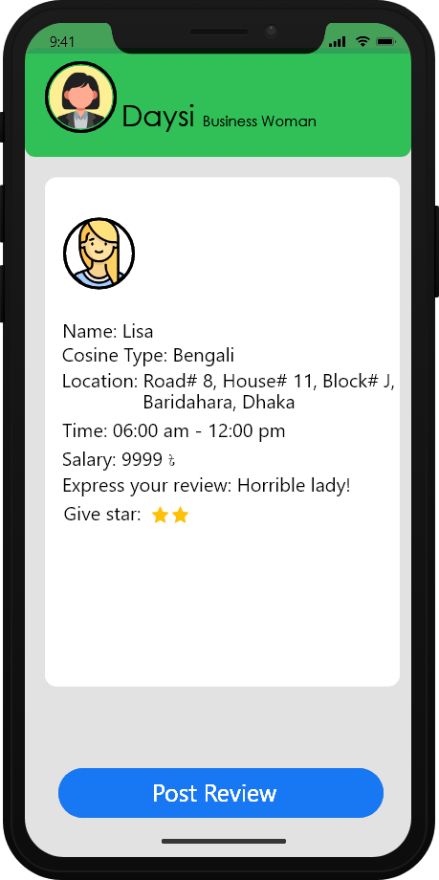 9:41
Daysi Business Woman
Name: Lisa
Cosine Type: Bengali
Location: Road# 8, House# 11, Block# J,
Baridahara, Dhaka
Time: 06:00 am - 12:00 pm
Salary: 9999 ৳
Express your review: Horrible lady!
Give star:
Post Review